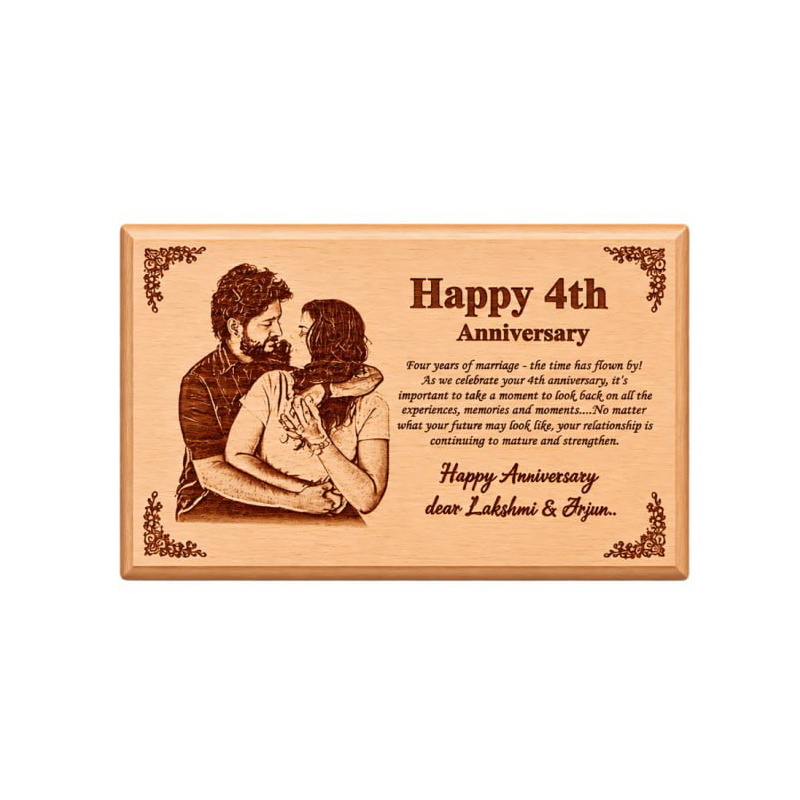 Happy 4th
Anniversary
Four years of marriage - the time has flown by!
As we celebrate your 4th anniversary, it's
important to take a moment to look back on all the
experiences, memories and moments....No matter
what your future may look like, your relationship is
continuing to mature and strengthen.
Happy Anniversary
dear Lakshmi & Arjun..